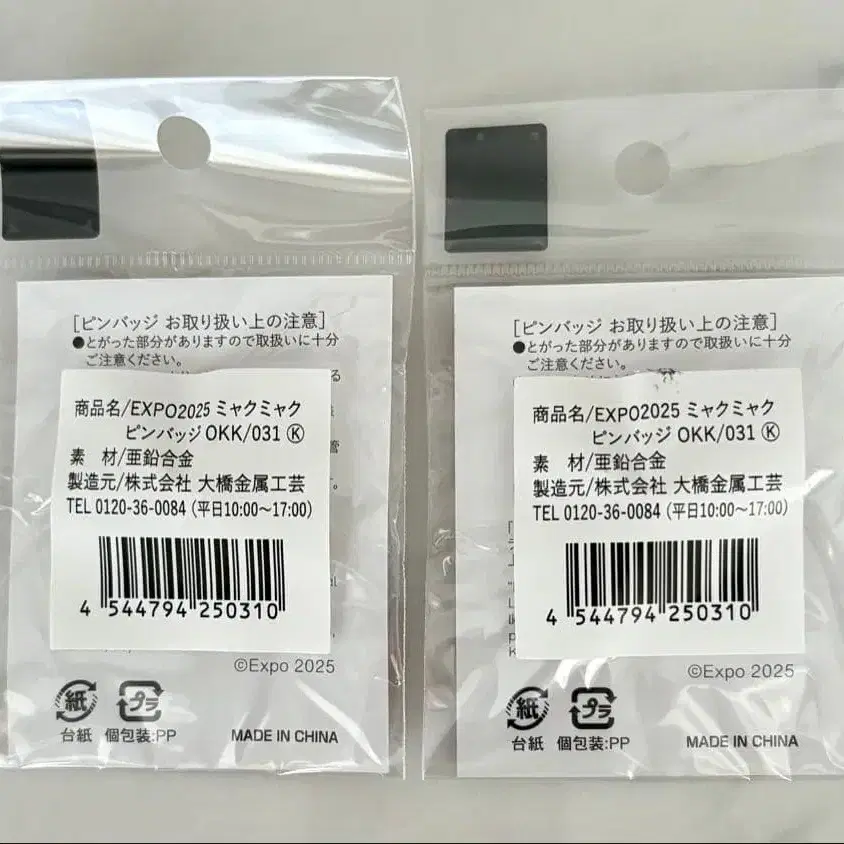 [ピンバッジ お取り扱い上の注意]
●とがった部分がありますので取扱いに十分
ご注意ください。
る
管
す。
商品名/EXPO2025 ミャクミャク
ピンバッジ OKK/031 Ⓚ
素 材/亜鉛合金
製造元/株式会社 大橋金属工芸
TEL 0120-36-0084 (平日10:00〜17:00)
4 544794 250310
©Expo 2025
紙 プラ
台紙 個包装:PP
MADE IN CHINA
[ピンバッジ お取り扱い上の注意]
●とがった部分がありますので取扱いに十分
ご注意ください。
商品名/EXPO2025 ミャクミャク
ピンバッジ OKK/031 Ⓚ
素 材/亜鉛合金
製造元/株式会社 大橋金属工芸
TEL 0120-36-0084 (平日10:00〜17:00)
4 544794 250310
©Expo 2025
紙 プラ
台紙 個包装:PP
MADE IN CHINA